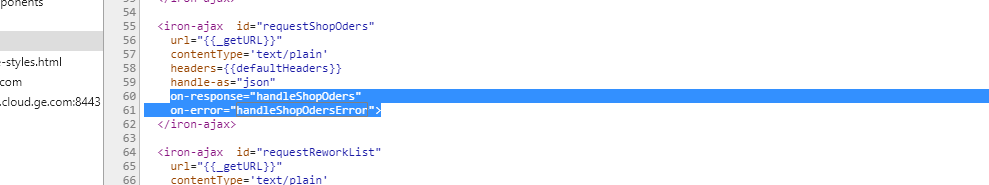 ponents
-styles.html
.com
.cloud.ge.com:8443
54
55 <iron-ajax id="requestShopOders"
56 url="{{_getURL}}"
57 contentType='text/plain'
58 headers={{defaultHeaders}}
59 handle-as="json"
60 on-response="handleShopOders"
61 on-error="handleShopOdersError">
62 </iron-ajax>
63
64 <iron-ajax id="requestReworkList"
65 url="{{_getURL}}"
66 contentType='text/plain'